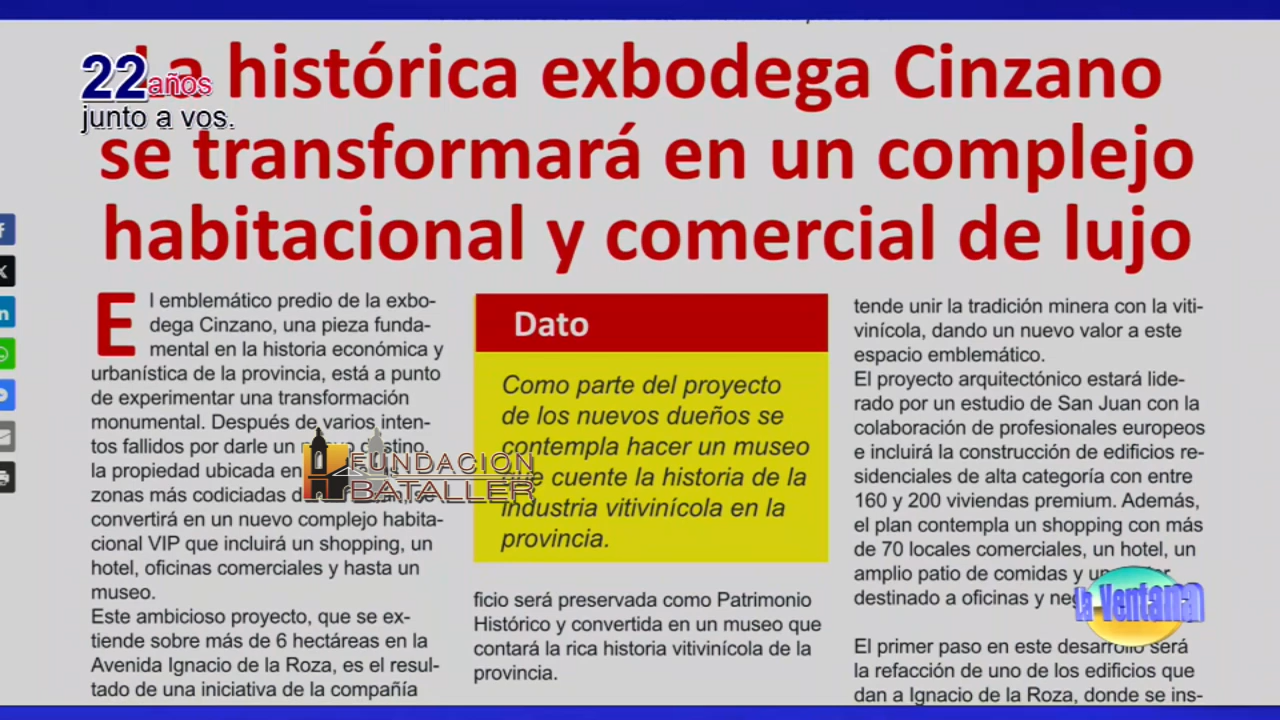 La histórica exbodega Cinzano
se transformará en un complejo
habitacional y comercial de lujo
22 años
junto a vos.
El emblemático predio de la exbo-
dega Cinzano, una pieza funda-
mental en la historia económica y
urbanística de la provincia, está a punto
de experimentar una transformación
monumental. Después de varios inten-
tos fallidos por darle un destino,
la propiedad ubicada en
zonas más codiciadas
convertirá en un nuevo complejo habita-
cional VIP que incluirá un shopping, un
hotel, oficinas comerciales y hasta un
museo.
Este ambicioso proyecto, que se ex-
tiende sobre más de 6 hectáreas en la
Avenida Ignacio de la Roza, es el resul-
tado de una iniciativa de la compañía
FUNDACION
BATALLER
Dato
Como parte del proyecto
de los nuevos dueños se
contempla hacer un museo
que cuente la historia de la
industria vitivinícola en la
provincia.
ficio será preservada como Patrimonio
Histórico y convertida en un museo que
contará la rica historia vitivinícola de la
provincia.
tende unir la tradición minera con la viti-
vinícola, dando un nuevo valor a este
espacio emblemático.
El proyecto arquitectónico estará lide-
rado por un estudio de San Juan con la
colaboración de profesionales europeos
e incluirá la construcción de edificios re-
sidenciales de alta categoría con entre
160 y 200 viviendas premium. Además,
el plan contempla un shopping con más
de 70 locales comerciales, un hotel, un
amplio patio de comidas y un
destinado a oficinas y
la Ventana
El primer paso en este desarrollo será
la refacción de uno de los edificios que
dan a Ignacio de la Roza, donde se ins-